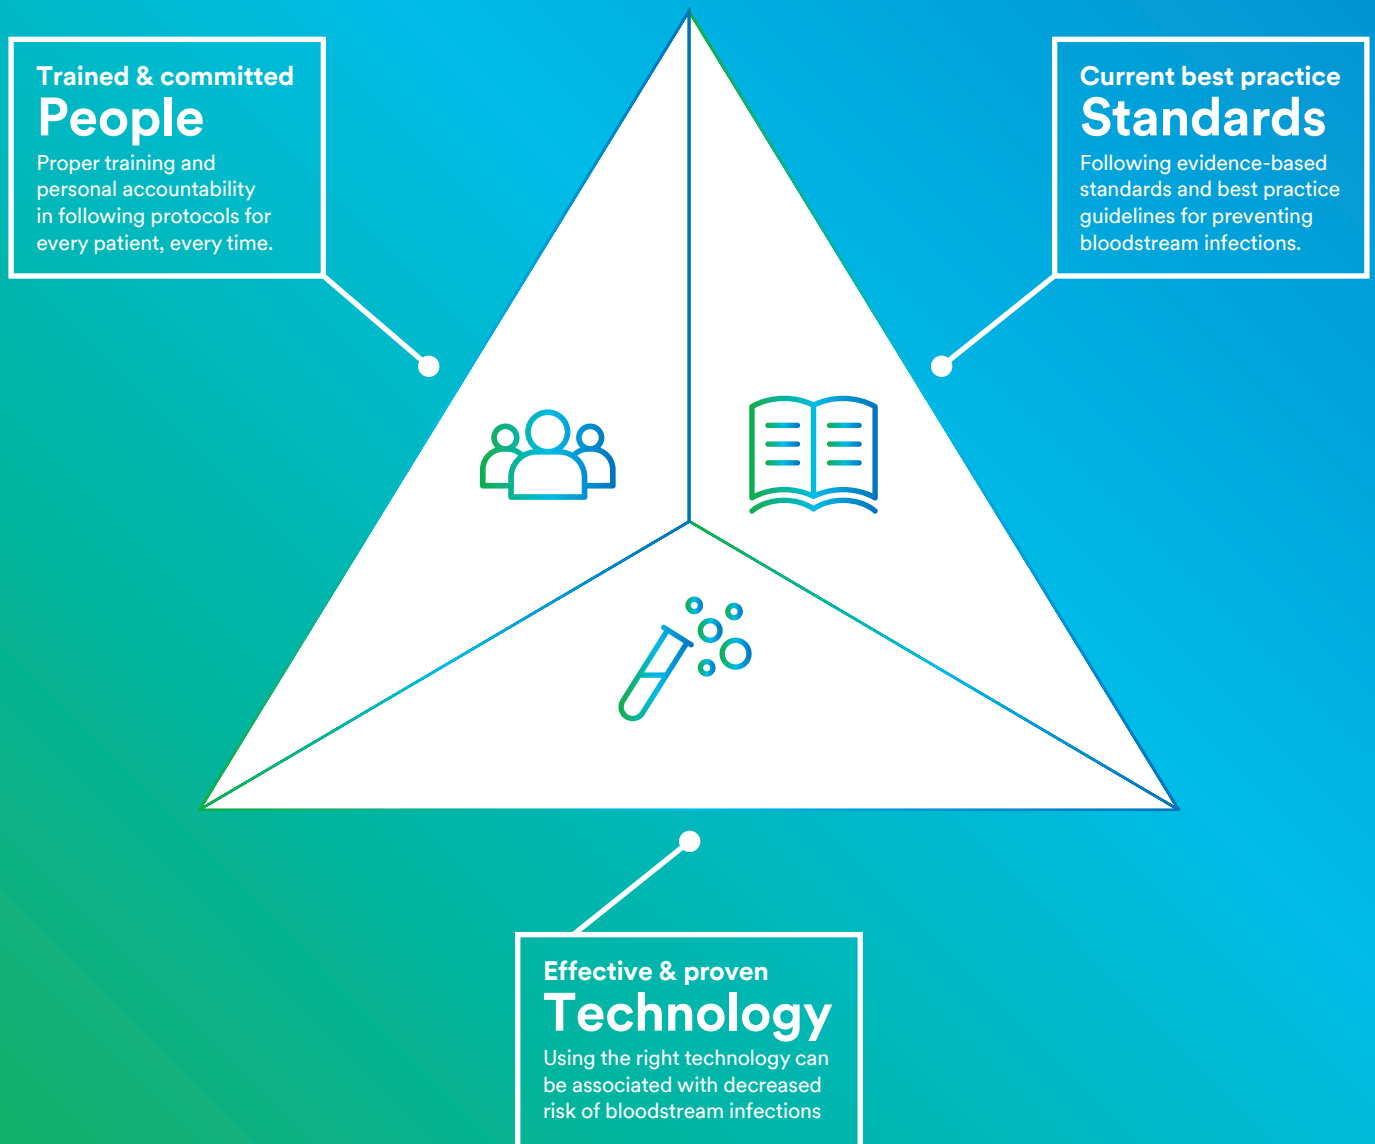 Trained & committed
People
Proper training and
personal accountability
in following protocols for
every patient, every time.
Current best practice
Standards
Following evidence-based
standards and best practice
guidelines for preventing
bloodstream infections.
Effective & proven
Technology
Using the right technology can
be associated with decreased
risk of bloodstream infections